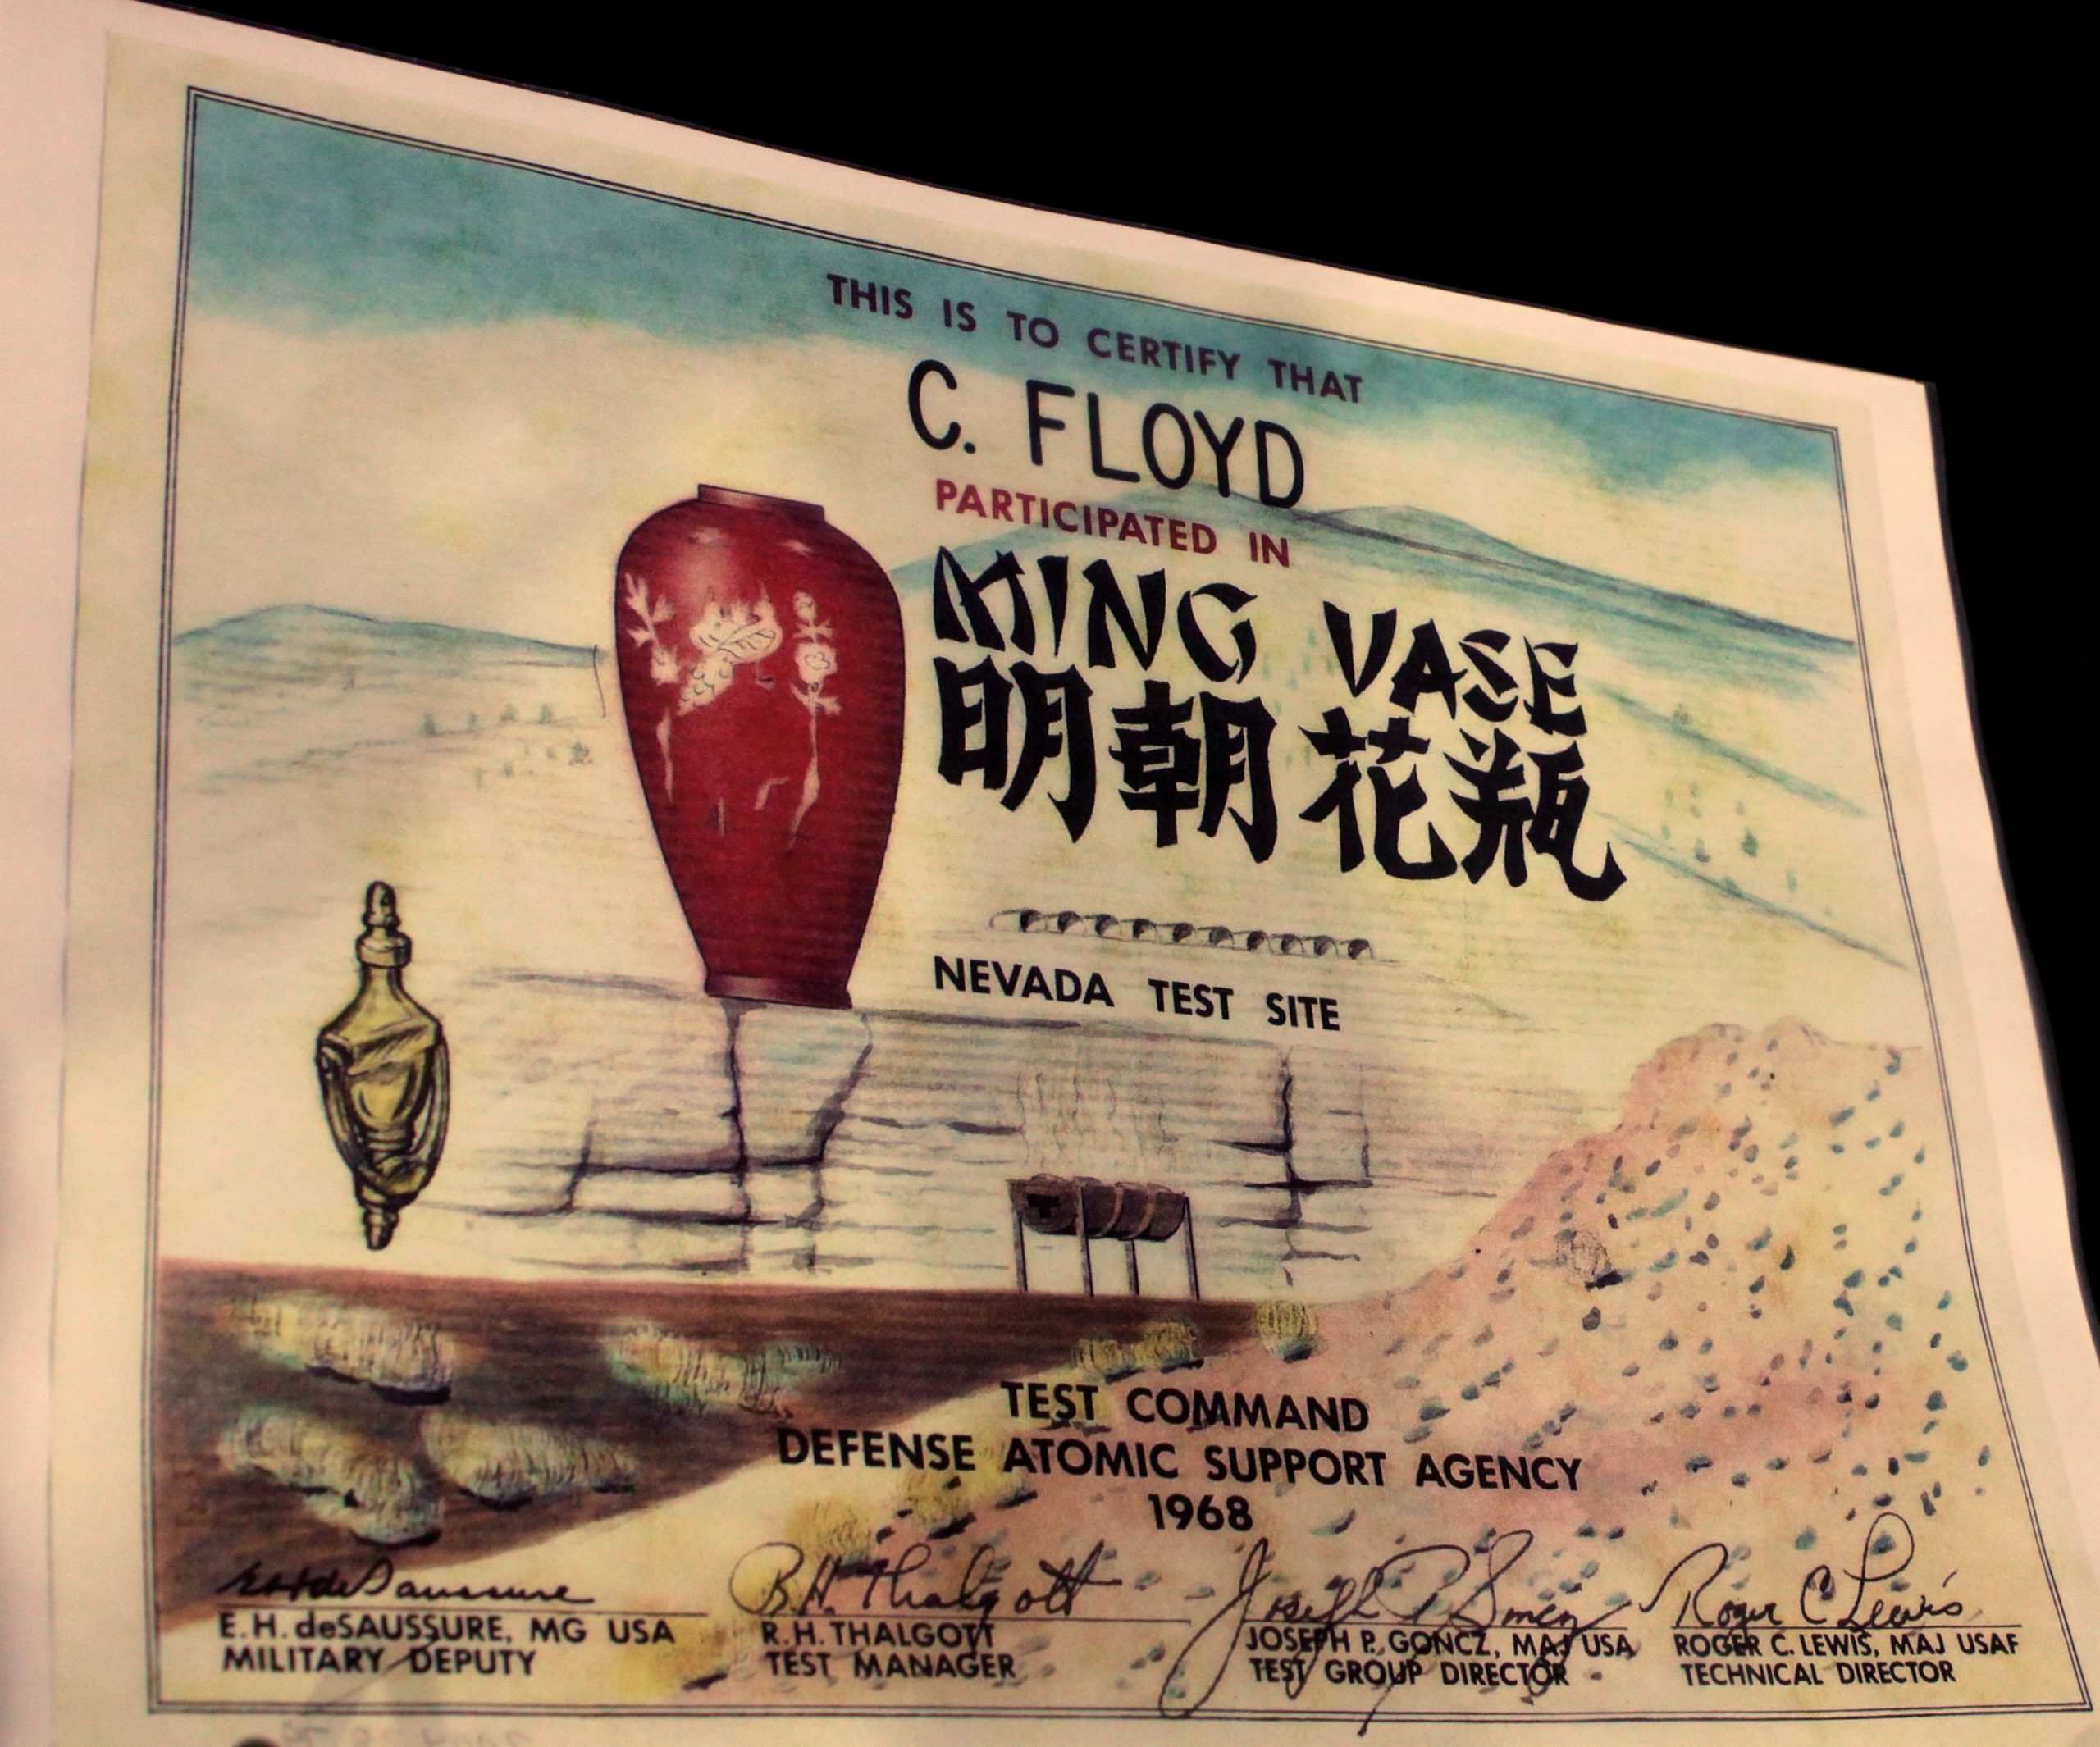 THIS IS TO CERTIFY THAT
C. FLOYD
PARTICIPATED IN
MING VASE
明朝花瓶
NEVADA TEST SITE
TEST COMMAND
DEFENSE ATOMIC SUPPORT AGENCY
1968
E.H. deSaussure
E. H. deSAUSSURE, MG USA
MILITARY DEPUTY
R.H. Thalgott
R. H. THALGOTT
TEST MANAGER
Joseph P.
JOSEPH P. GONCZ, MAJ USA
TEST GROUP DIRECTOR
Roger C Lewis
ROGER C. LEWIS, MAJ USAF
TECHNICAL DIRECTOR